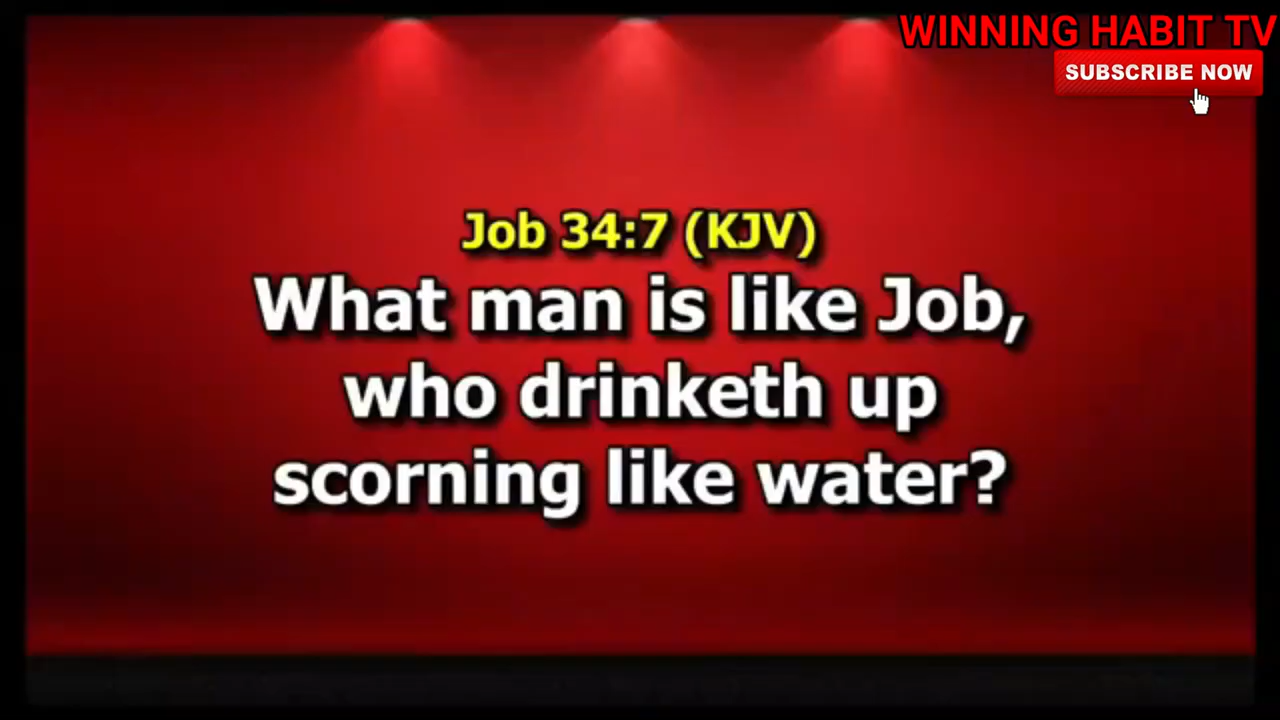 WINNING HABIT TV
SUBSCRIBE NOW
Job 34:7 (KJV)
What man is like Job,
who drinketh up
scorning like water?